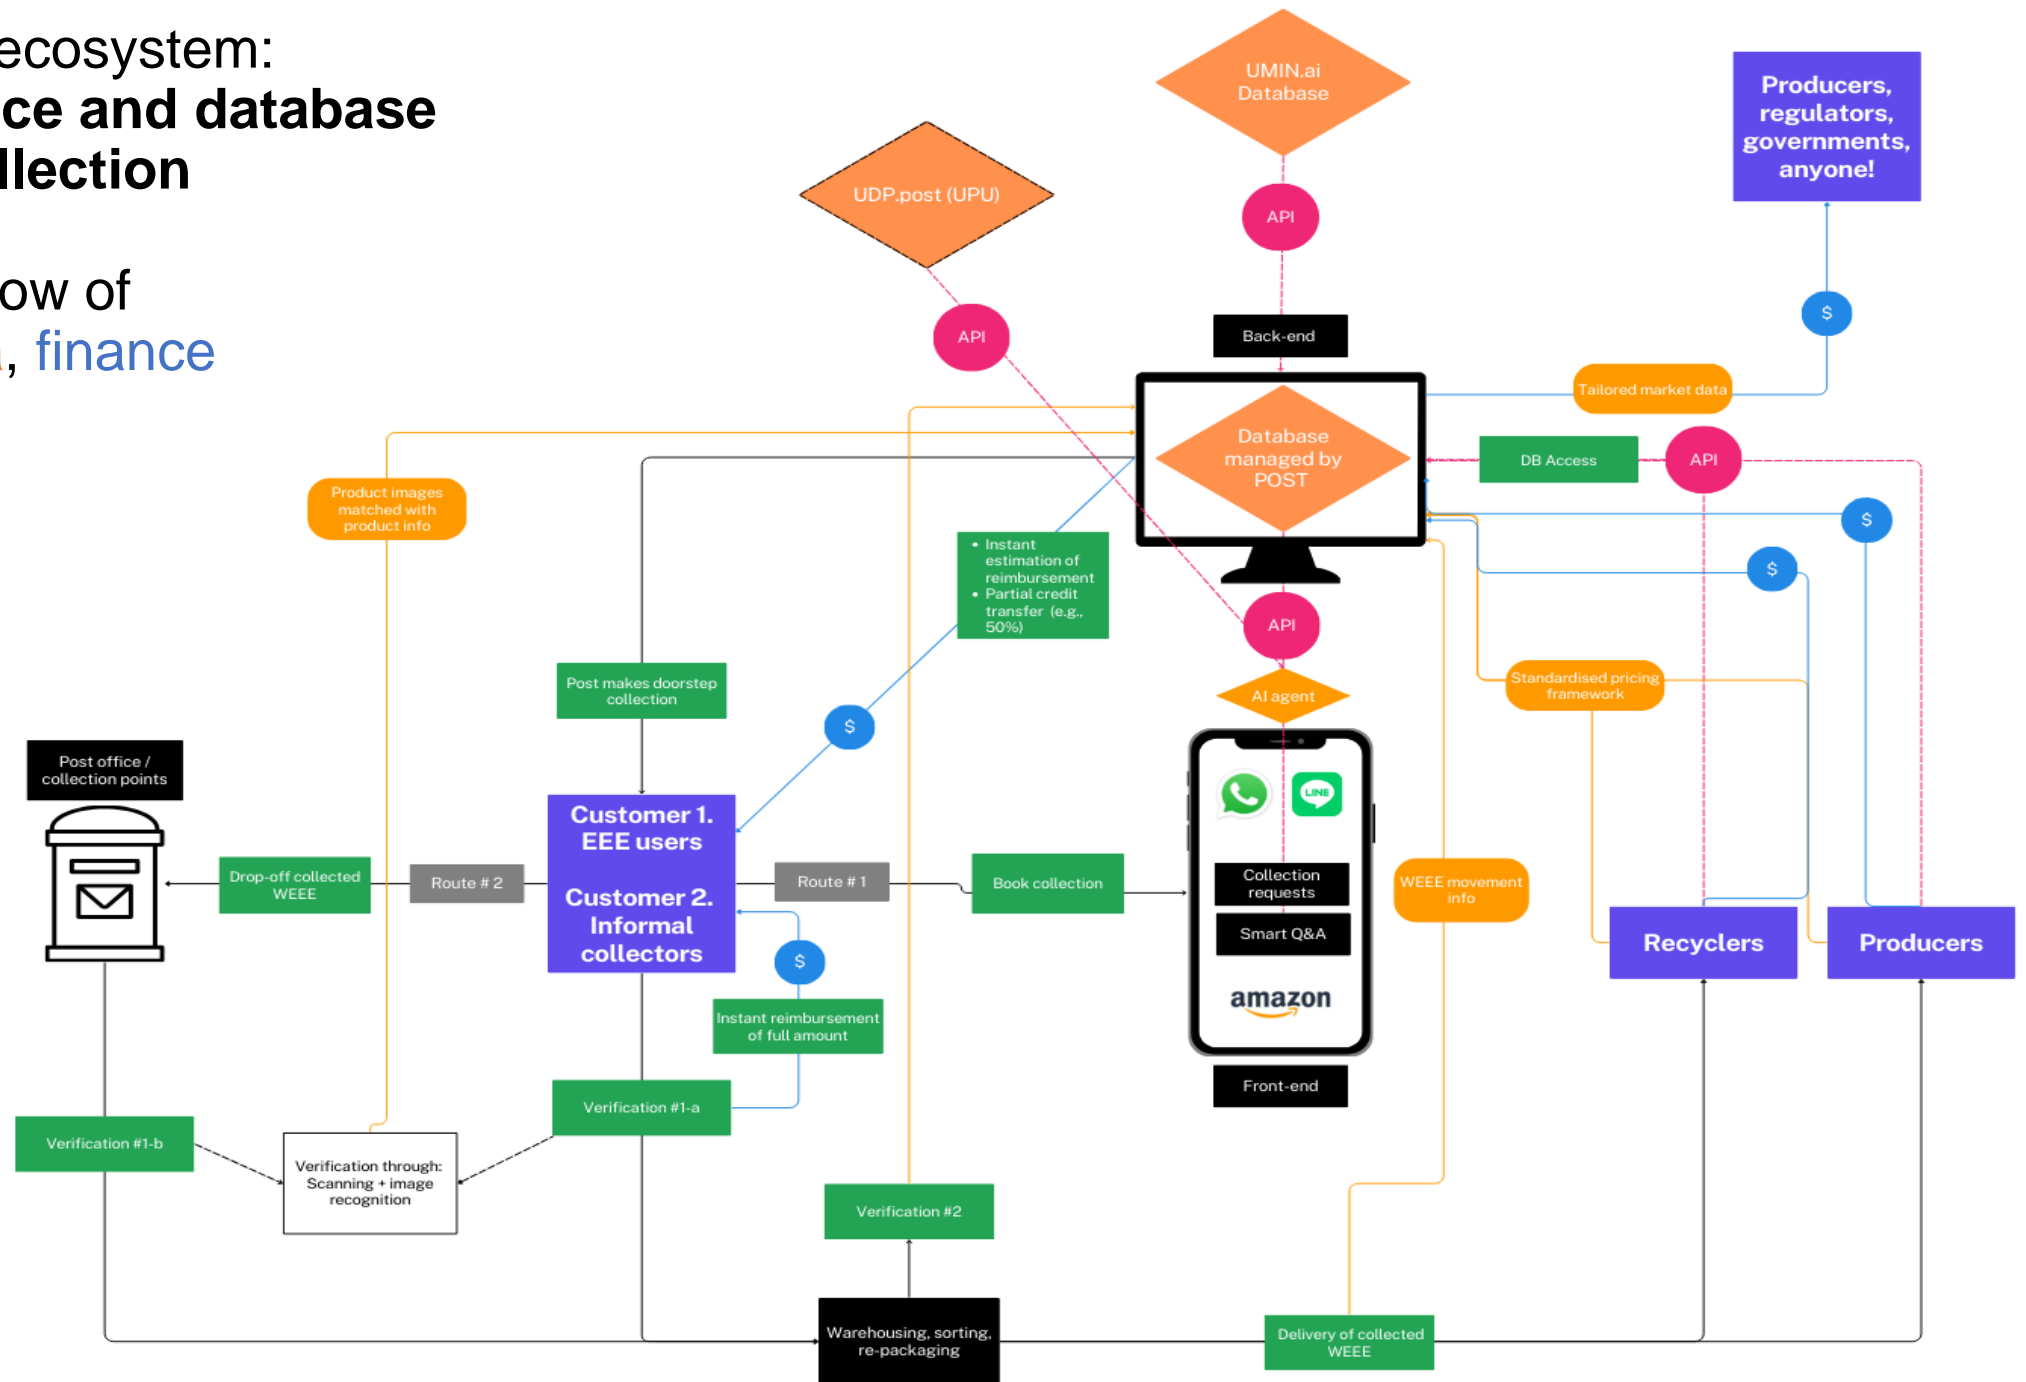 ecosystem:
ce and database
llection
ow of
, finance
UMIN.ai
Database
Producers,
regulators,
governments,
anyone!
UDP.post (UPU)
API
API
$
Back-end
Tailored market data
Database
managed by
POST
DB Access
API
Product images
matched with
product info
$
• Instant
estimation of
reimbursement
• Partial credit
transfer (e.g.,
50%)
$
API
Post makes doorstep
collection
Standardised pricing
framework
AI agent
$
Post office /
collection points
LINE
Customer 1.
EEE users
Customer 2.
Informal
collectors
Drop-off collected
WEEE
Route # 2
Route # 1
Book collection
Collection
requests
WEEE movement
info
Smart Q&A
Recyclers
Producers
$
amazon
Instant reimbursement
of full amount
Front-end
Verification #1-a
Verification #1-b
Verification through:
Scanning + image
recognition
Verification #2
Warehousing, sorting,
re-packaging
Delivery of collected
WEEE